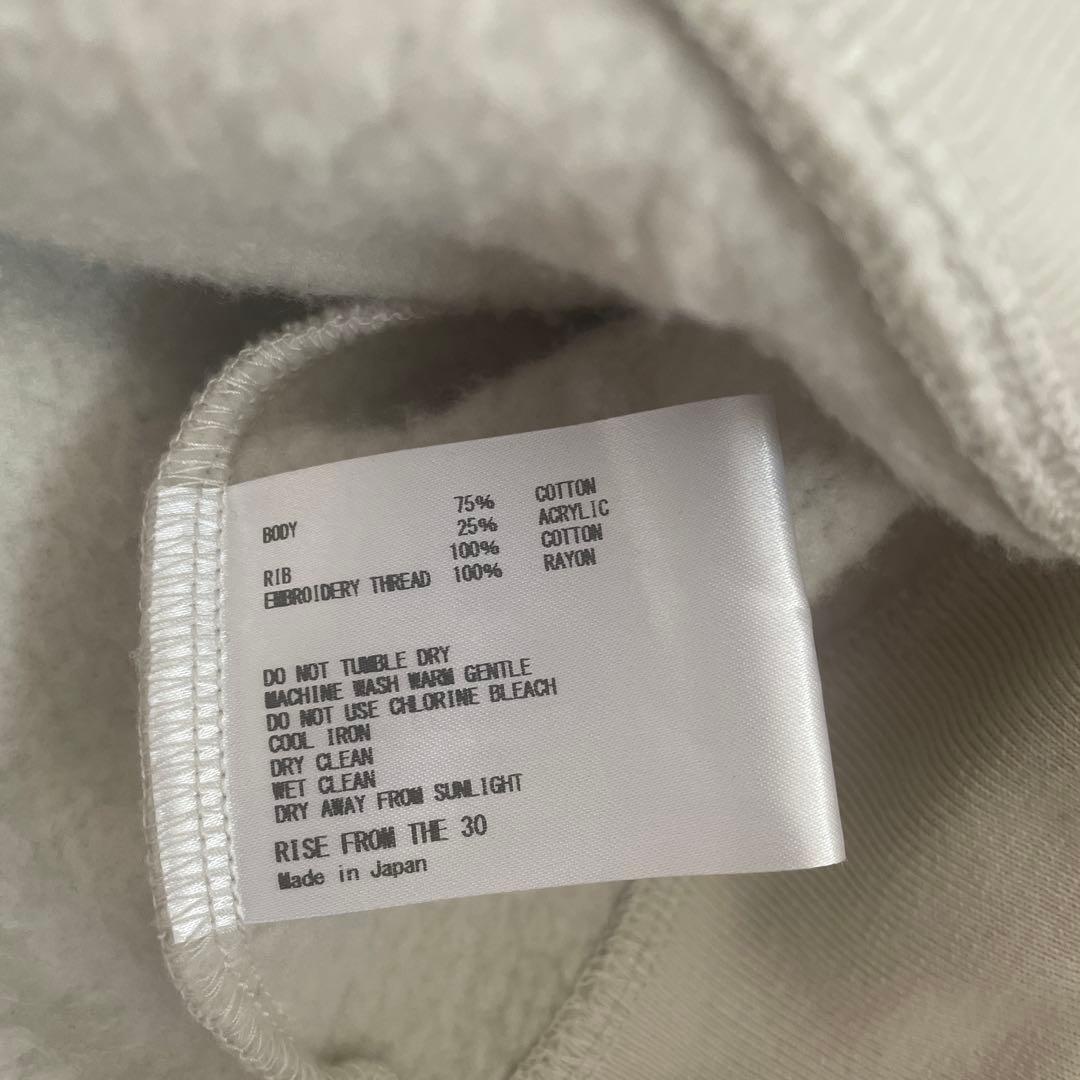 BODY 75% COTTON
25% ACRYLIC
RIB 100% COTTON
EMBROIDERY THREAD 100% RAYON
DO NOT TUMBLE DRY
MACHINE WASH WARM GENTLE
DO NOT USE CHLORINE BLEACH
COOL IRON
DRY CLEAN
WET CLEAN
DRY AWAY FROM SUNLIGHT
RISE FROM THE 30
Made in Japan